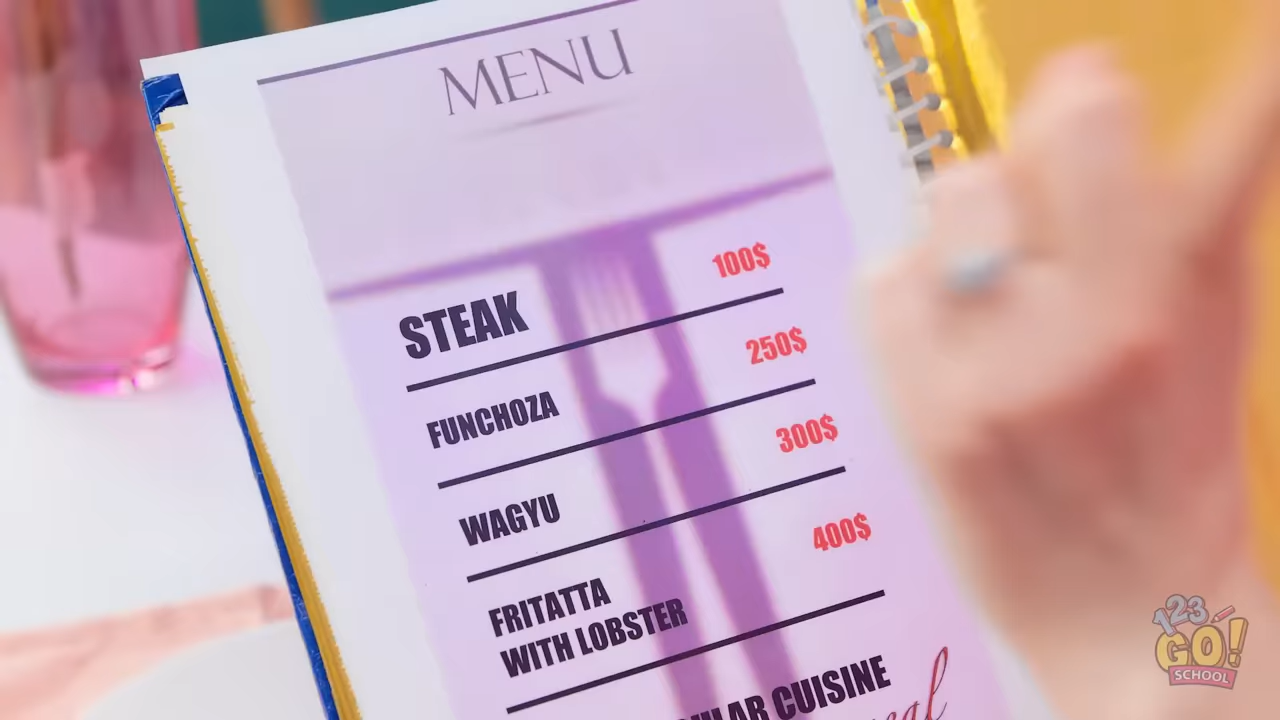 MENU
STEAK 100$
FUNCHOZA 250$
WAGYU 300$
FRITATTA
WITH LOBSTER 400$
CUISINE
123
GO!
SCHOOL